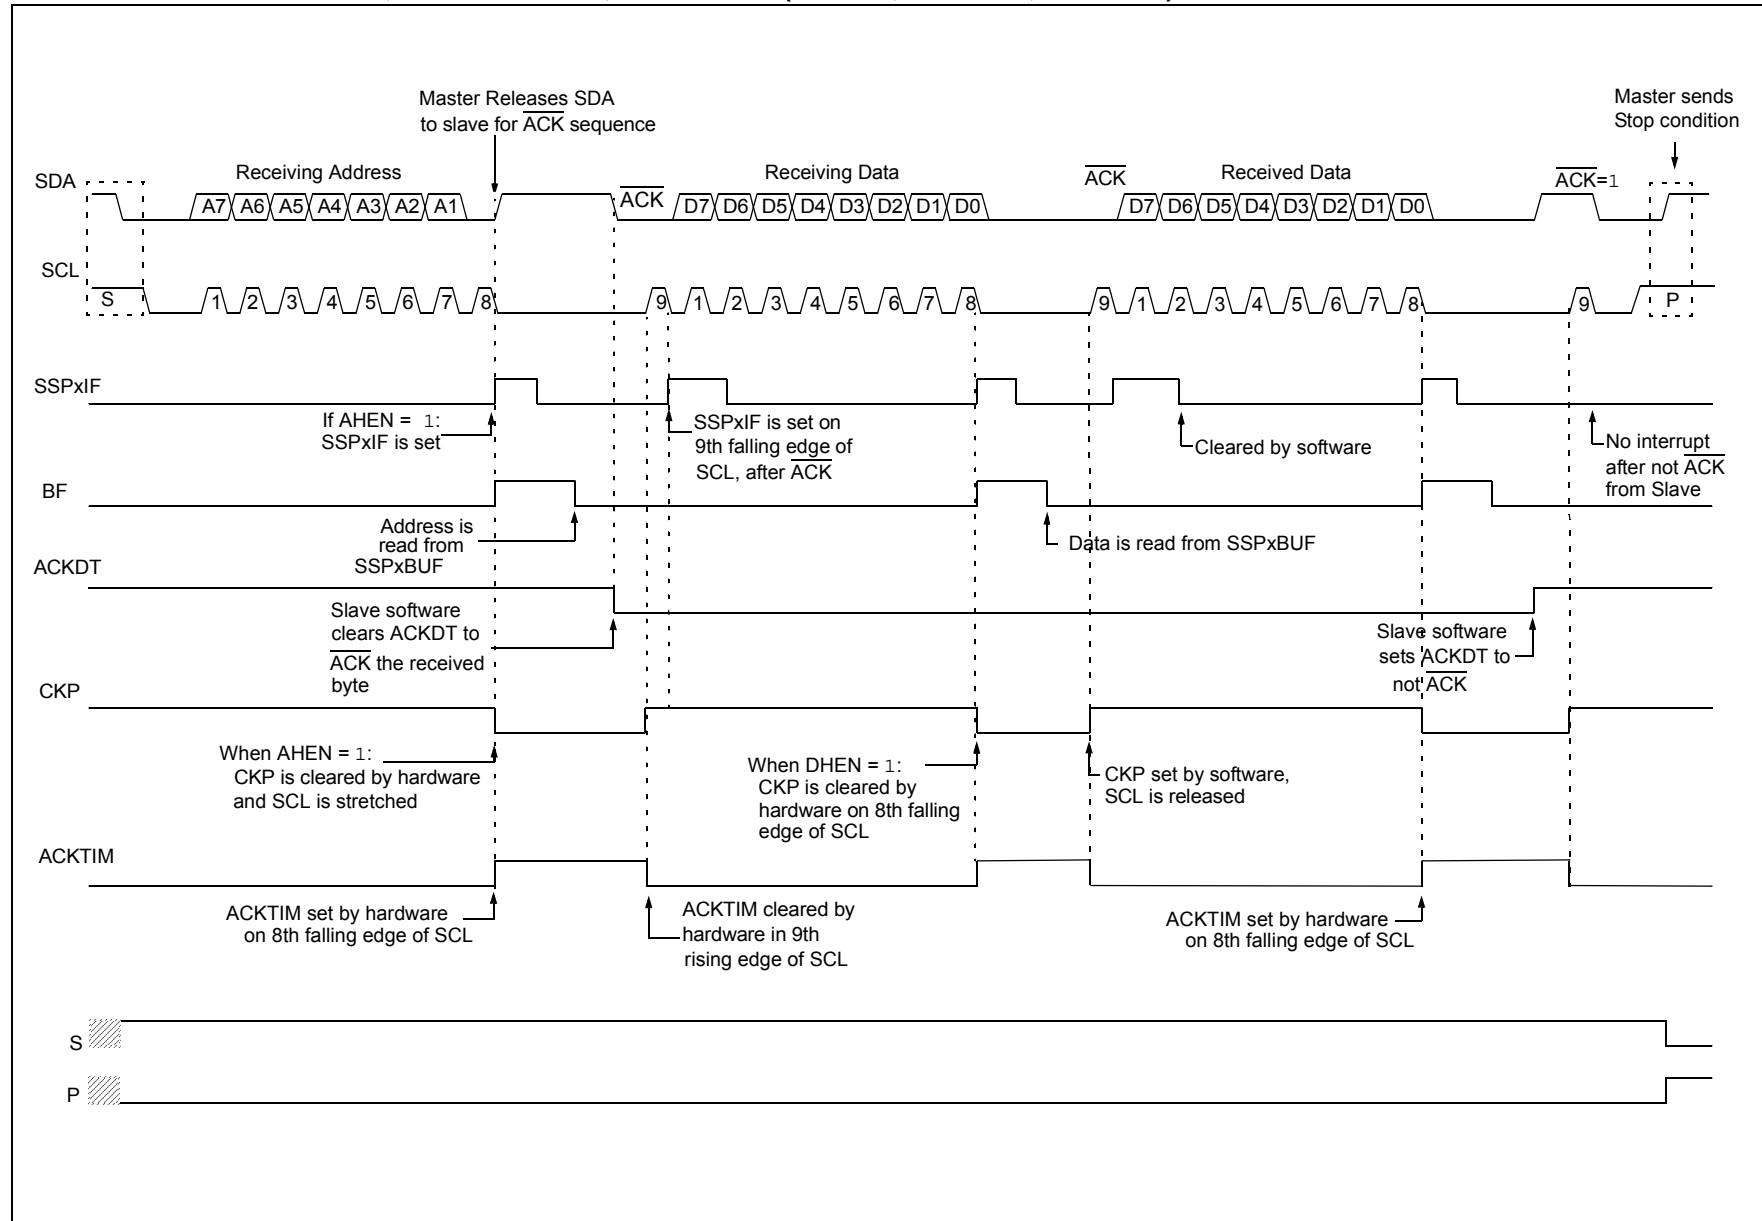 Master Releases SDA
to slave for ACK sequence
Master sends
Stop condition
SDA
Receiving Address
ACK
Receiving Data
ACK
Received Data
ACK=1
A7 A6 A5 A4 A3 A2 A1
D7 D6 D5 D4 D3 D2 D1 D0
D7 D6 D5 D4 D3 D2 D1 D0
SCL
S
1 2 3 4 5 6 7 8
9 1 2 3 4 5 6 7 8
9 1 2 3 4 5 6 7 8
9
P
SSPxIF
If AHEN = 1:
SSPxIF is set
SSPxIF is set on
9th falling edge of
SCL, after ACK
Cleared by software
No interrupt
after not ACK
from Slave
BF
Address is
read from
SSPxBUF
Data is read from SSPxBUF
ACKDT
Slave software
clears ACKDT to
ACK the received
byte
Slave software
sets ACKDT to
not ACK
CKP
When AHEN = 1:
CKP is cleared by hardware
and SCL is stretched
When DHEN = 1:
CKP is cleared by
hardware on 8th falling
edge of SCL
CKP set by software,
SCL is released
ACKTIM
ACKTIM set by hardware
on 8th falling edge of SCL
ACKTIM cleared by
hardware in 9th
rising edge of SCL
ACKTIM set by hardware
on 8th falling edge of SCL
S
P